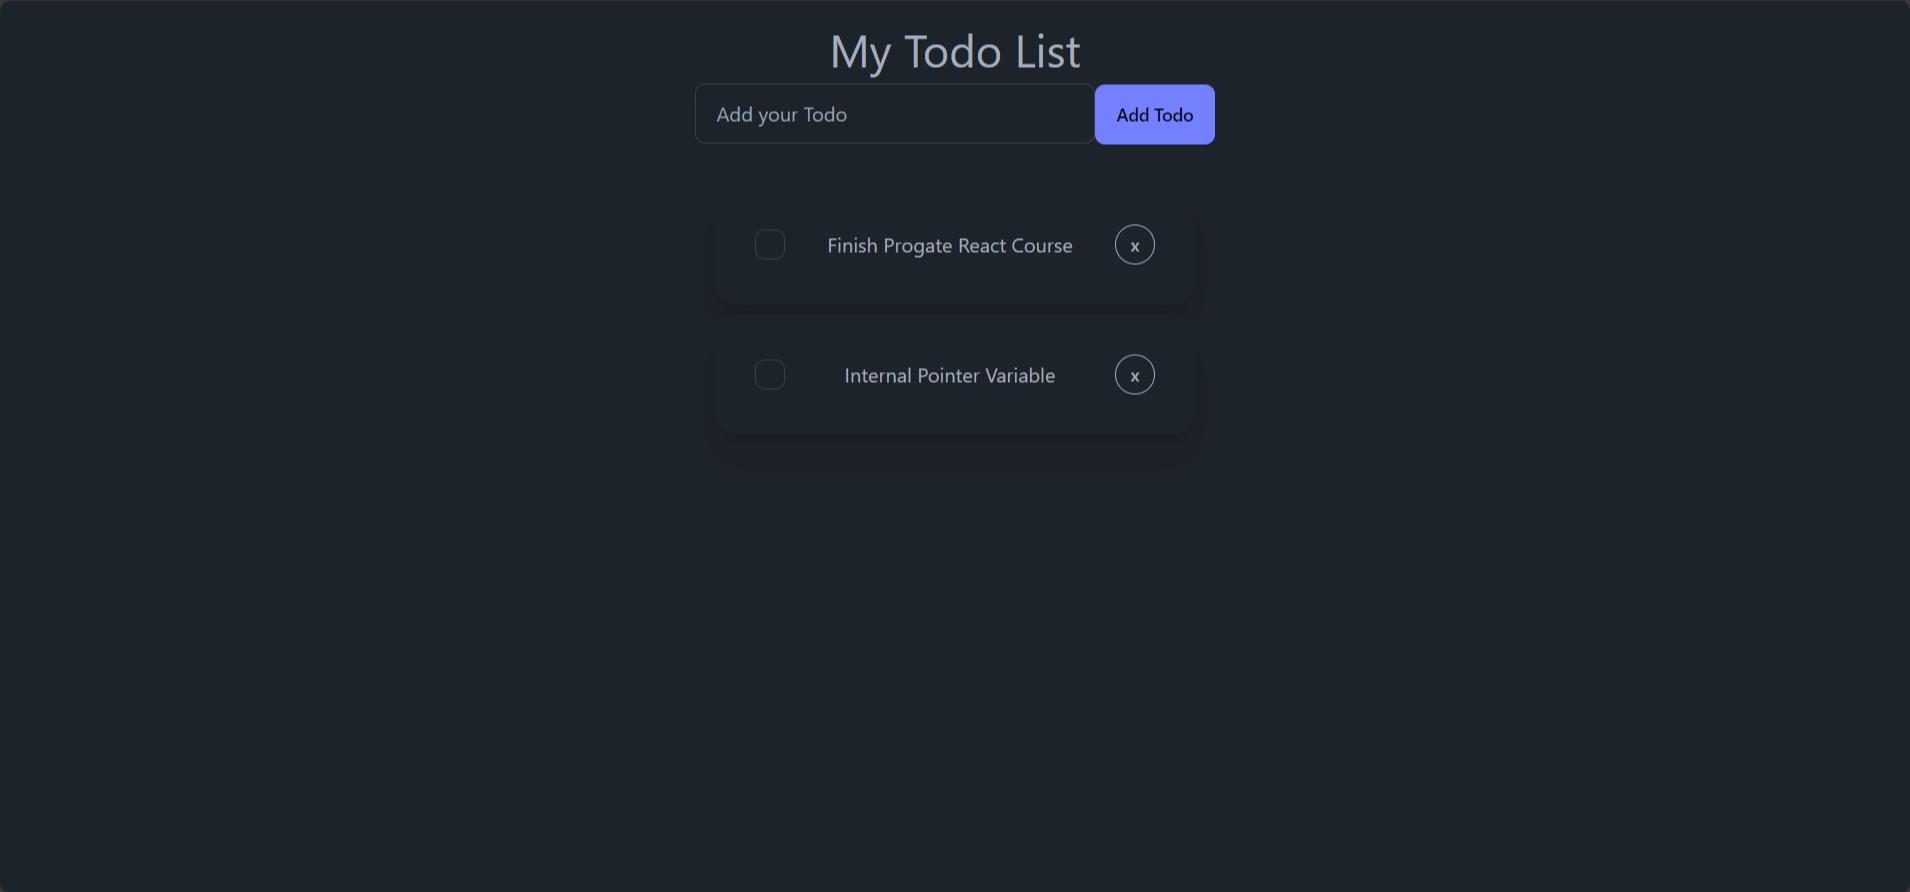 My Todo List
Add your Todo
Add Todo
Finish Progate React Course
x
Internal Pointer Variable
x